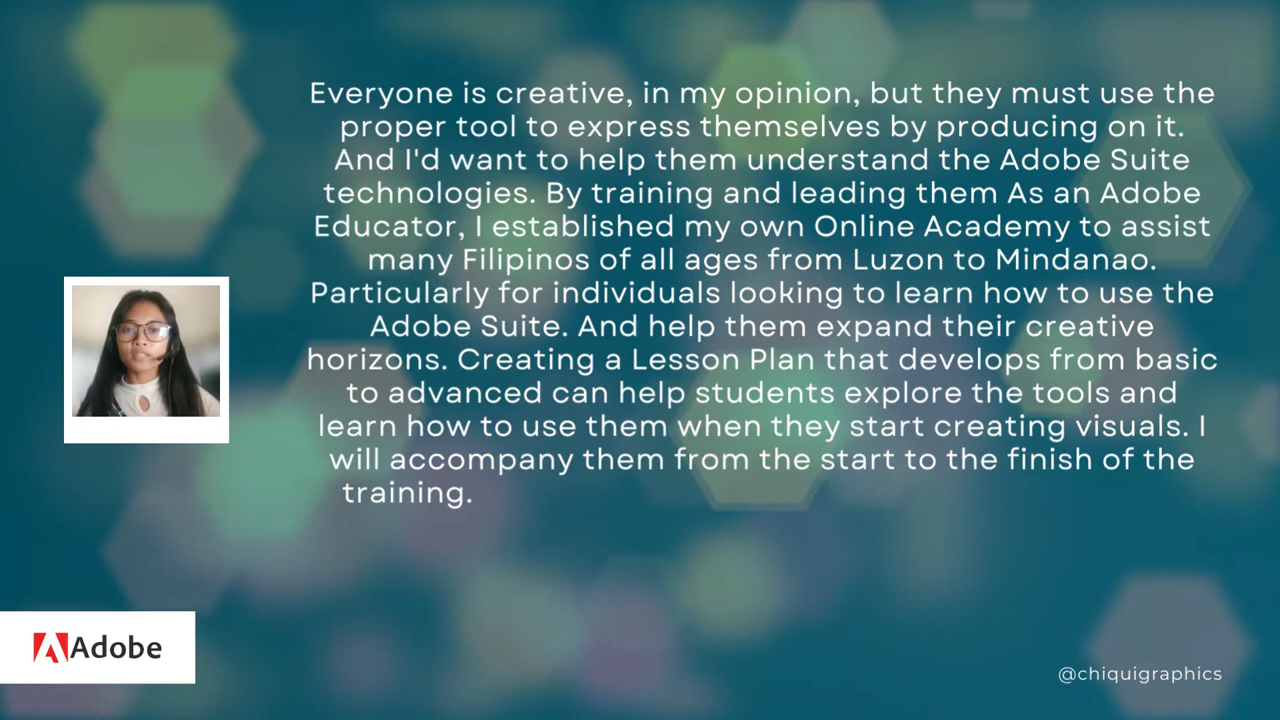 Everyone is creative, in my opinion, but they must use the
proper tool to express themselves by producing on it.
And I'd want to help them understand the Adobe Suite
technologies. By training and leading them As an Adobe
Educator, I established my own Online Academy to assist
many Filipinos of all ages from Luzon to Mindanao.
Particularly for individuals looking to learn how to use the
Adobe Suite. And help them expand their creative
horizons. Creating a Lesson Plan that develops from basic
to advanced can help students explore the tools and
learn how to use them when they start creating visuals. I
will accompany them from the start to the finish of the
training.
Adobe
@chiquigraphics